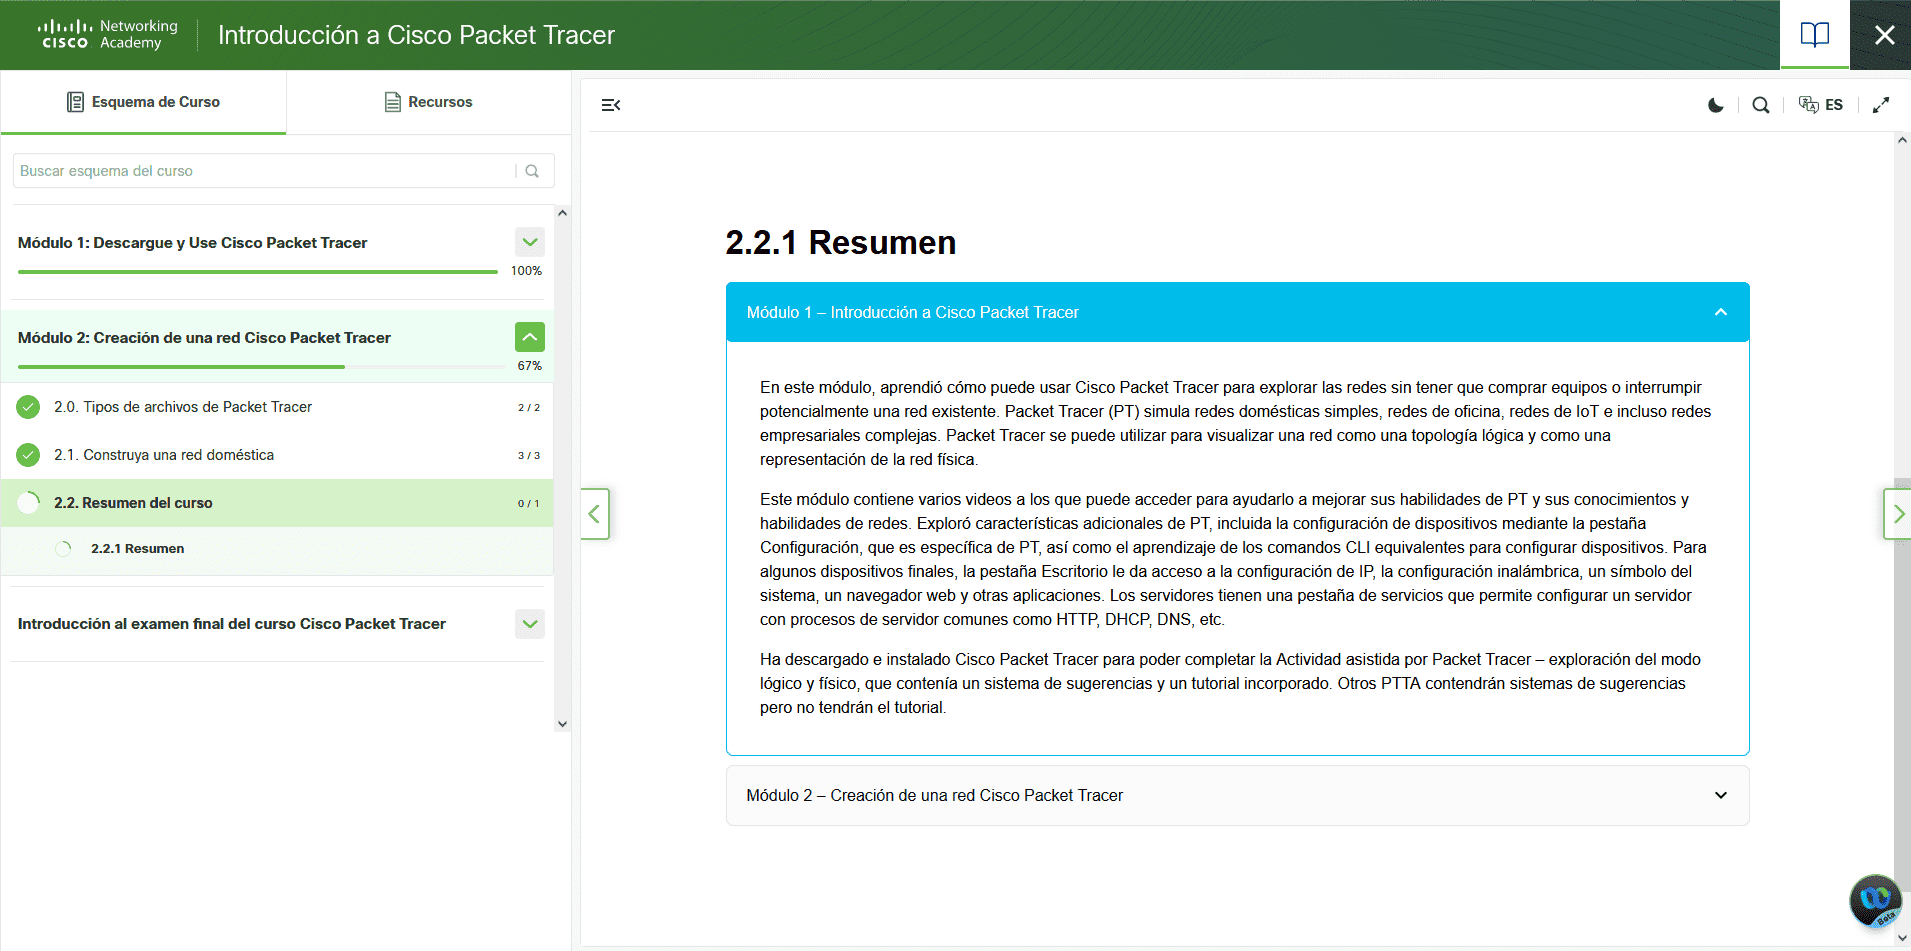 Networking
CISCO Academy
Introducción a Cisco Packet Tracer
Esquema de Curso
Recursos
Buscar esquema del curso
Módulo 1: Descargue y Use Cisco Packet Tracer
100%
Módulo 2: Creación de una red Cisco Packet Tracer
67%
2.0. Tipos de archivos de Packet Tracer
2 / 2
2.1. Construya una red doméstica
3 / 3
2.2. Resumen del curso
0 / 1
2.2.1 Resumen
Introducción al examen final del curso Cisco Packet Tracer
ES
2.2.1 Resumen
Módulo 1 – Introducción a Cisco Packet Tracer
En este módulo, aprendió cómo puede usar Cisco Packet Tracer para explorar las redes sin tener que comprar equipos o interrumpir
potencialmente una red existente. Packet Tracer (PT) simula redes domésticas simples, redes de oficina, redes de IoT e incluso redes
empresariales complejas. Packet Tracer se puede utilizar para visualizar una red como una topología lógica y como una
representación de la red física.
Este módulo contiene varios videos a los que puede acceder para ayudarlo a mejorar sus habilidades de PT y sus conocimientos y
habilidades de redes. Exploró características adicionales de PT, incluida la configuración de dispositivos mediante la pestaña
Configuración, que es específica de PT, así como el aprendizaje de los comandos CLI equivalentes para configurar dispositivos. Para
algunos dispositivos finales, la pestaña Escritorio le da acceso a la configuración de IP, la configuración inalámbrica, un símbolo del
sistema, un navegador web y otras aplicaciones. Los servidores tienen una pestaña de servicios que permite configurar un servidor
con procesos de servidor comunes como HTTP, DHCP, DNS, etc.
Ha descargado e instalado Cisco Packet Tracer para poder completar la Actividad asistida por Packet Tracer – exploración del modo
lógico y físico, que contenía un sistema de sugerencias y un tutorial incorporado. Otros PTTA contendrán sistemas de sugerencias
pero no tendrán el tutorial.
Módulo 2 – Creación de una red Cisco Packet Tracer
Beta